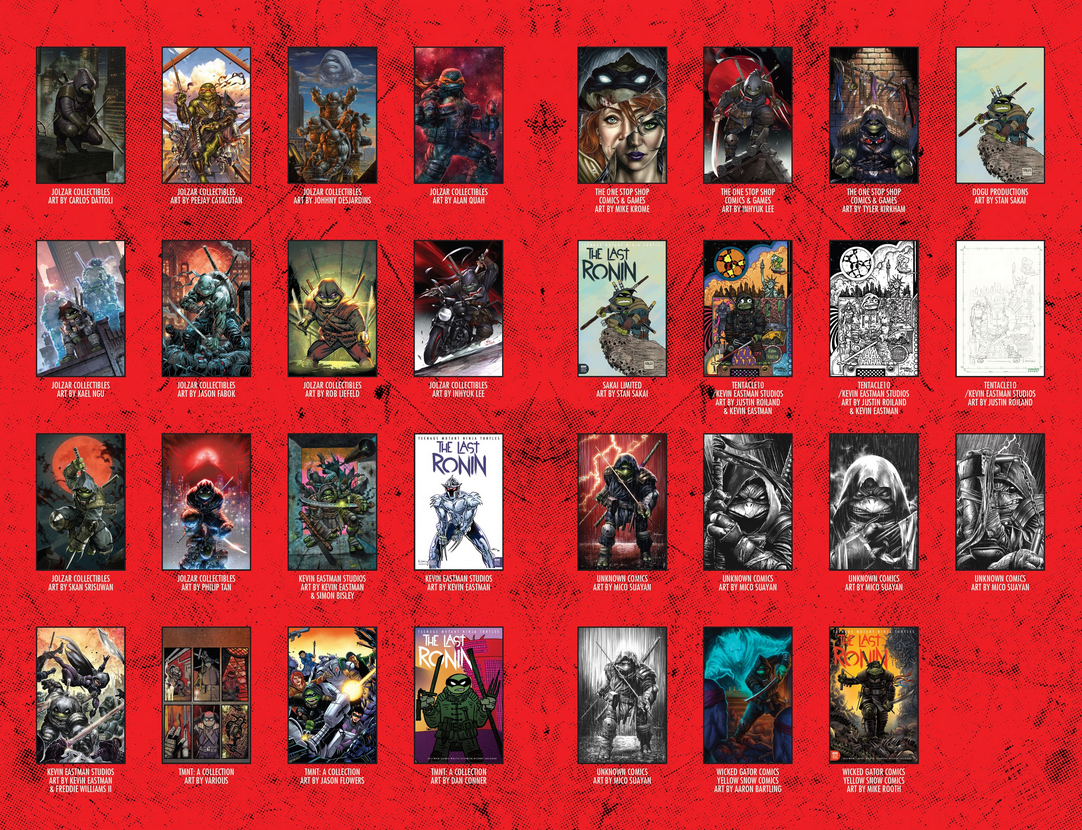 JOLZAR COLLECTIBLES
ART BY CARLOS DATTOLI
JOLZAR COLLECTIBLES
ART BY PEEJAY CATACUTAN
JOLZAR COLLECTIBLES
ART BY JOHHNY DESJARDINS
JOLZAR COLLECTIBLES
ART BY ALAN QUAH
THE ONE STOP SHOP
COMICS & GAMES
ART BY MIKE KROME
THE ONE STOP SHOP
COMICS & GAMES
ART BY INHYUK LEE
THE ONE STOP SHOP
COMICS & GAMES
ART BY TYLER KIRKHAM
DOGU PRODUCTIONS
ART BY STAN SAKAI
JOLZAR COLLECTIBLES
ART BY KAEL NGU
JOLZAR COLLECTIBLES
ART BY JASON FABOK
JOLZAR COLLECTIBLES
ART BY ROB LIEFELD
JOLZAR COLLECTIBLES
ART BY INHYUK LEE
THE LAST
RONIN
SAKAI LIMITED
ART BY STAN SAKAI
TENTACLE10
/KEVIN EASTMAN STUDIOS
ART BY JUSTIN ROILAND
& KEVIN EASTMAN
TENTACLE10
/KEVIN EASTMAN STUDIOS
ART BY JUSTIN ROILAND
& KEVIN EASTMAN
TENTACLE10
/KEVIN EASTMAN STUDIOS
ART BY JUSTIN ROILAND
JOLZAR COLLECTIBLES
ART BY SKAN SRISUWAN
JOLZAR COLLECTIBLES
ART BY PHILIP TAN
KEVIN EASTMAN STUDIOS
ART BY KEVIN EASTMAN
& SIMON BISLEY
TEENAGE MUTANT NINJA TURTLES
THE LAST
RONIN
KEVIN EASTMAN STUDIOS
ART BY KEVIN EASTMAN
UNKNOWN COMICS
ART BY MICO SUAYAN
UNKNOWN COMICS
ART BY MICO SUAYAN
UNKNOWN COMICS
ART BY MICO SUAYAN
UNKNOWN COMICS
ART BY MICO SUAYAN
KEVIN EASTMAN STUDIOS
ART BY KEVIN EASTMAN
& FREDDIE WILLIAMS II
TMNT: A COLLECTION
ART BY VARIOUS
TMNT: A COLLECTION
ART BY JASON FLOWERS
TEENAGE MUTANT NINJA TURTLES
THE LAST
RONIN
TMNT: A COLLECTION
ART BY DAN CONNER
UNKNOWN COMICS
ART BY MICO SUAYAN
WICKED GATOR COMICS
YELLOW SNOW COMICS
ART BY AARON BARTLING
TEENAGE MUTANT NINJA TURTLES
THE LAST
RONIN
WICKED GATOR COMICS
YELLOW SNOW COMICS
ART BY MIKE ROOTH